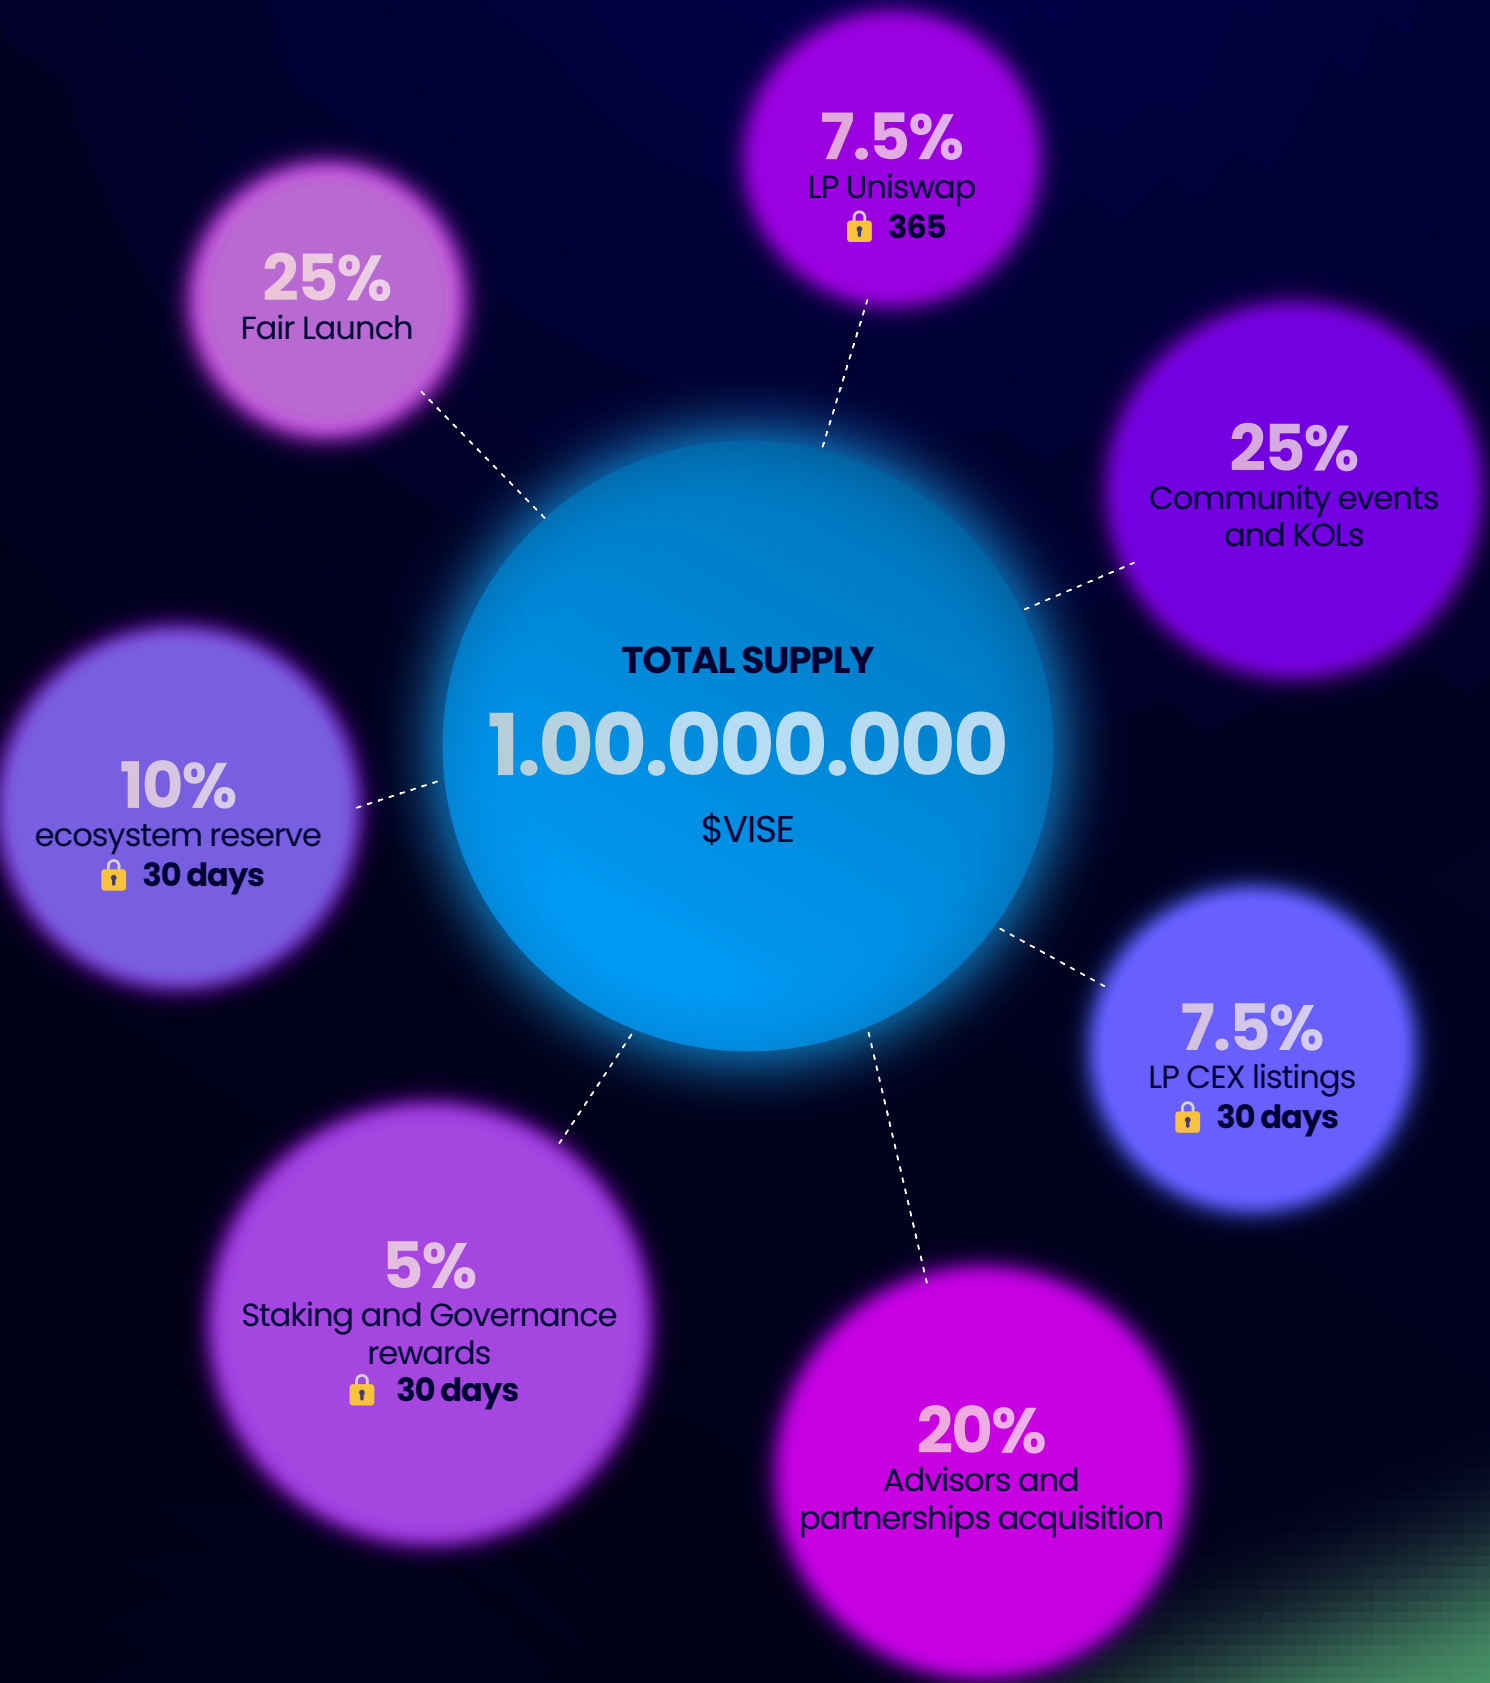 7.5%
LP Uniswap
365
25%
Fair Launch
25%
Community events
and KOLs
TOTAL SUPPLY
1.00.000.000
$VISE
10%
ecosystem reserve
30 days
7.5%
LP CEX listings
30 days
5%
Staking and Governance
rewards
30 days
20%
Advisors and
partnerships acquisition